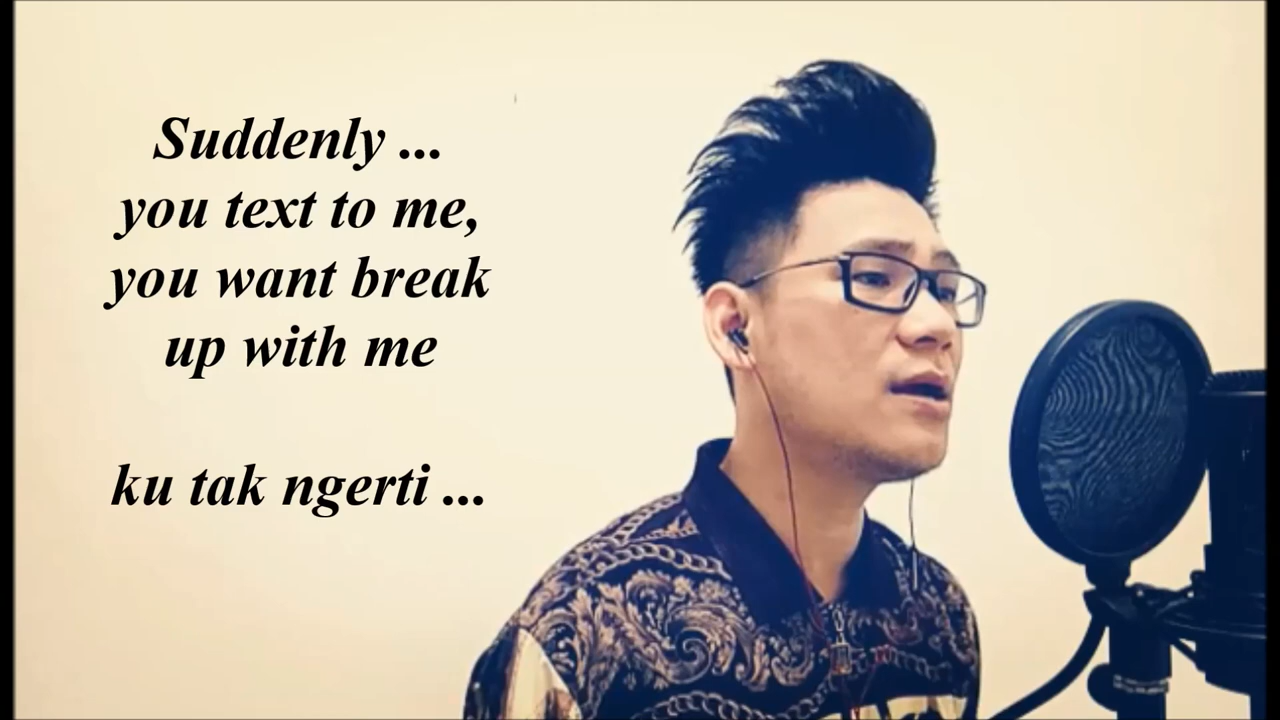 Suddenly ...
you text to me,
you want break
up with me
ku tak ngerti ...